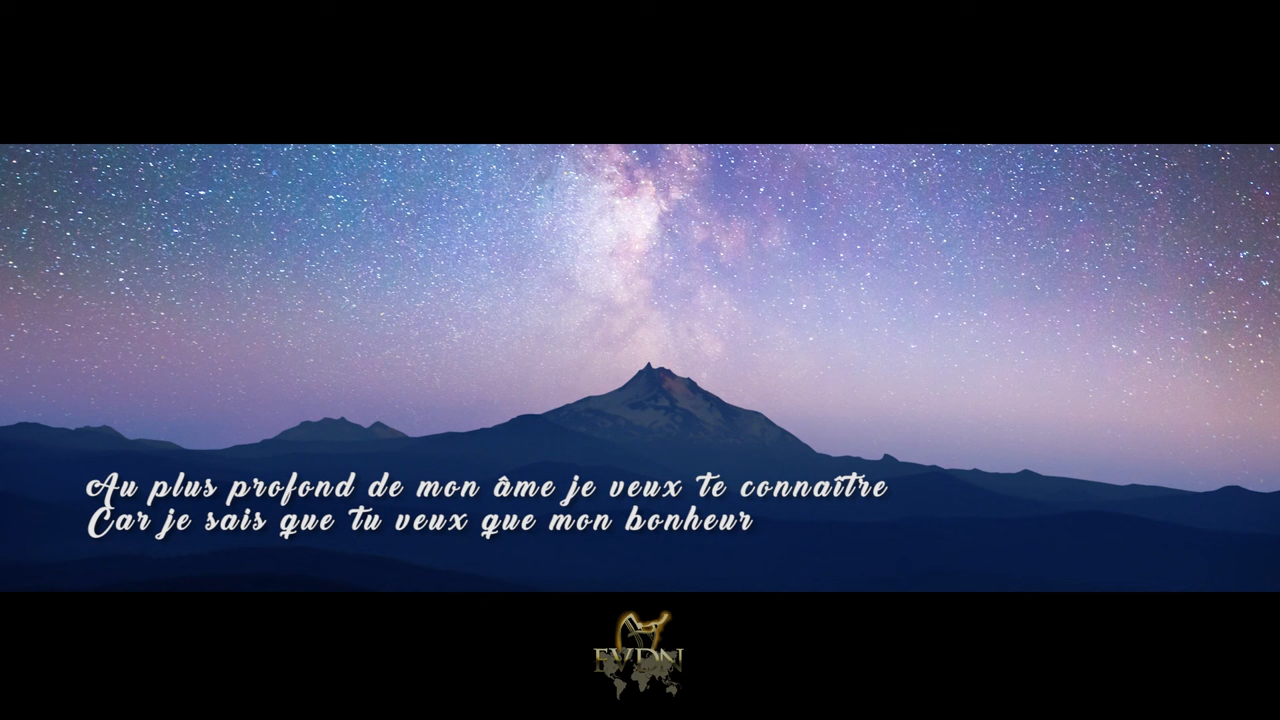 Au plus profond de mon âme je veux te connaître
Car je sais que tu veux que mon bonheur
EVDN